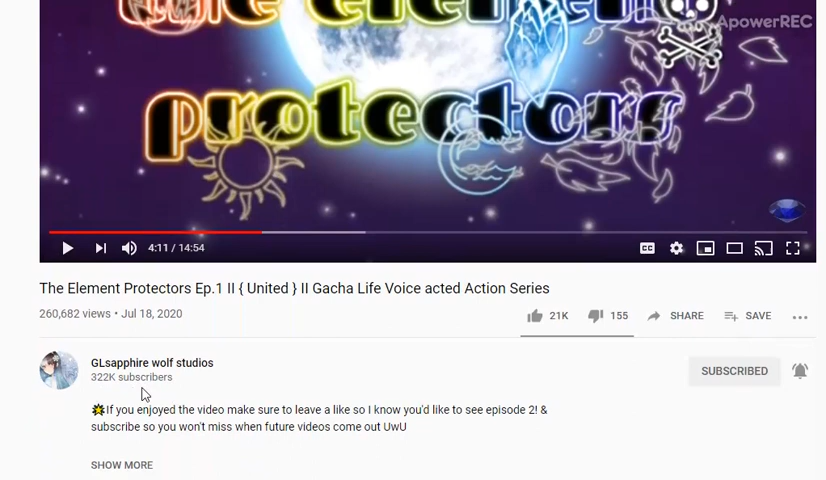 the element
ApowerREC
protectors
4:11 / 14:54
CC
The Element Protectors Ep.1 II { United } II Gacha Life Voice acted Action Series
260,682 views • Jul 18, 2020
21K 155 SHARE SAVE
GLsapphire wolf studios
322K subscribers
SUBSCRIBED
💥If you enjoyed the video make sure to leave a like so I know you'd like to see episode 2! &
subscribe so you won't miss when future videos come out UwU
SHOW MORE